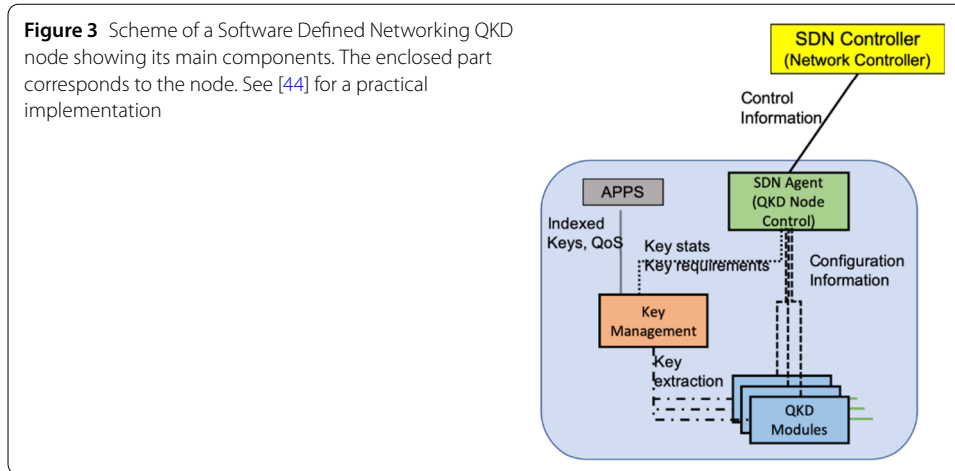 Figure 3 Scheme of a Software Defined Networking QKD
node showing its main components. The enclosed part
corresponds to the node. See [44] for a practical
implementation
SDN Controller
(Network Controller)
Control
Information
APPS
SDN Agent
(QKD Node
Control)
Indexed
Keys, QoS
Key stats
Key requirements
Configuration
Information
Key
Management
Key
extraction
QKD
Modules